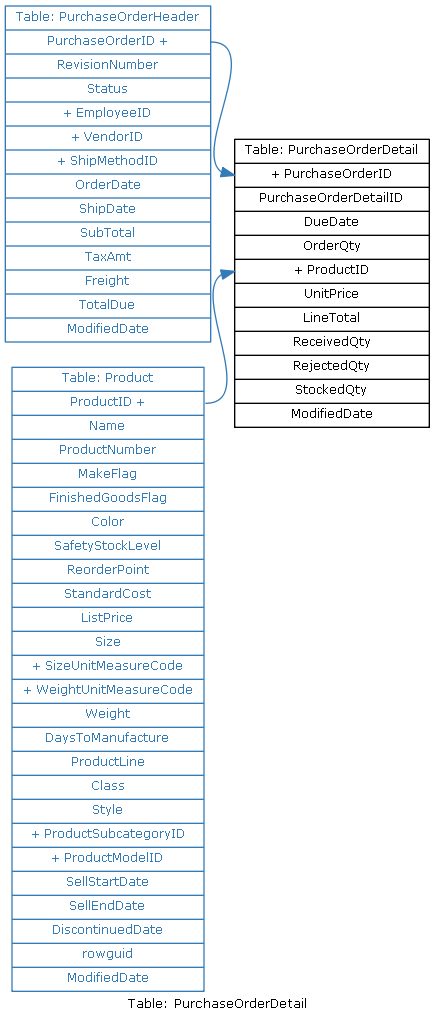 Table: PurchaseOrderHeader
PurchaseOrderID +
RevisionNumber
Status
+ EmployeeID
+ VendorID
+ ShipMethodID
OrderDate
ShipDate
SubTotal
TaxAmt
Freight
TotalDue
ModifiedDate
Table: PurchaseOrderDetail
+ PurchaseOrderID
PurchaseOrderDetailID
DueDate
OrderQty
+ ProductID
UnitPrice
LineTotal
ReceivedQty
RejectedQty
StockedQty
ModifiedDate
Table: Product
ProductID +
Name
ProductNumber
MakeFlag
FinishedGoodsFlag
Color
SafetyStockLevel
ReorderPoint
StandardCost
ListPrice
Size
+ SizeUnitMeasureCode
+ WeightUnitMeasureCode
Weight
DaysToManufacture
ProductLine
Class
Style
+ ProductSubcategoryID
+ ProductModelID
SellStartDate
SellEndDate
DiscontinuedDate
rowguid
ModifiedDate
Table: PurchaseOrderDetail